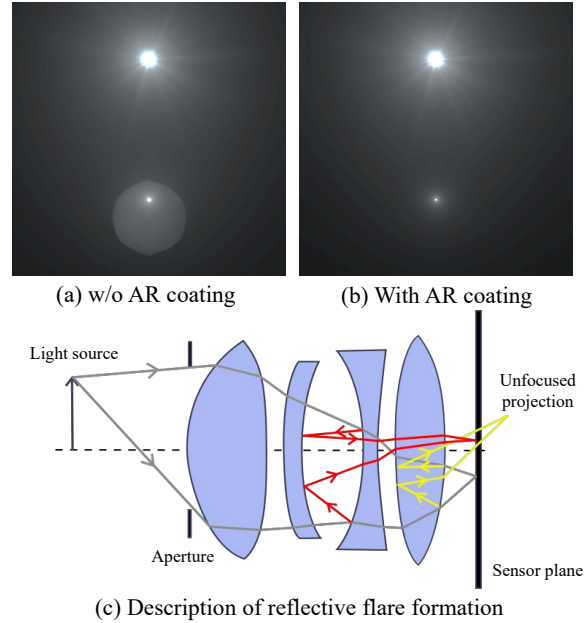 (a) w/o AR coating
(b) With AR coating
Light source
Unfocused
projection
Aperture
Sensor plane
(c) Description of reflective flare formation